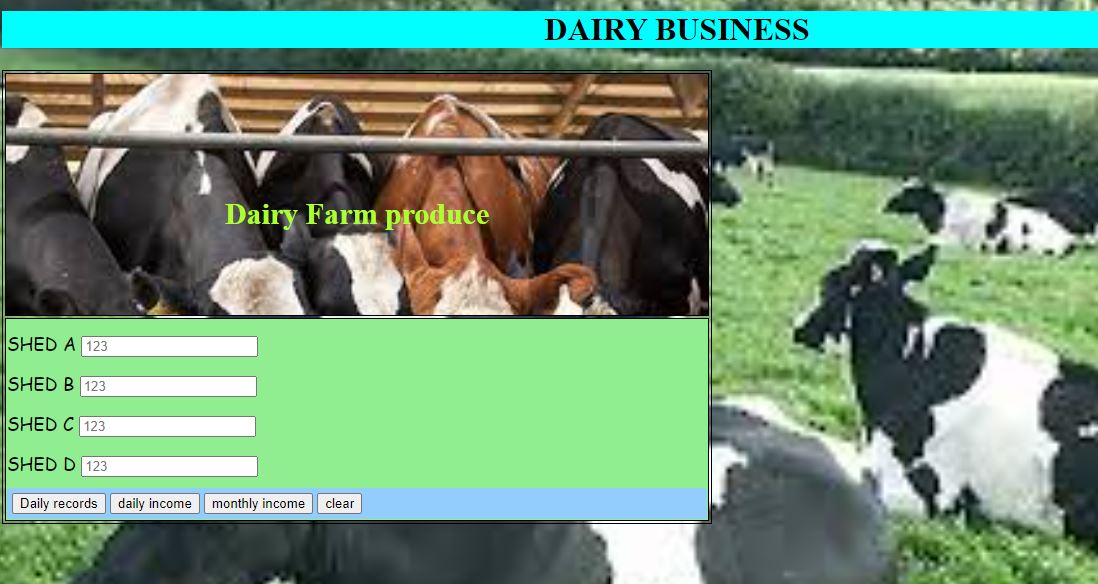 DAIRY BUSINESS
Dairy Farm produce
SHED A 123
SHED B 123
SHED C 123
SHED D 123
Daily records daily income monthly income clear